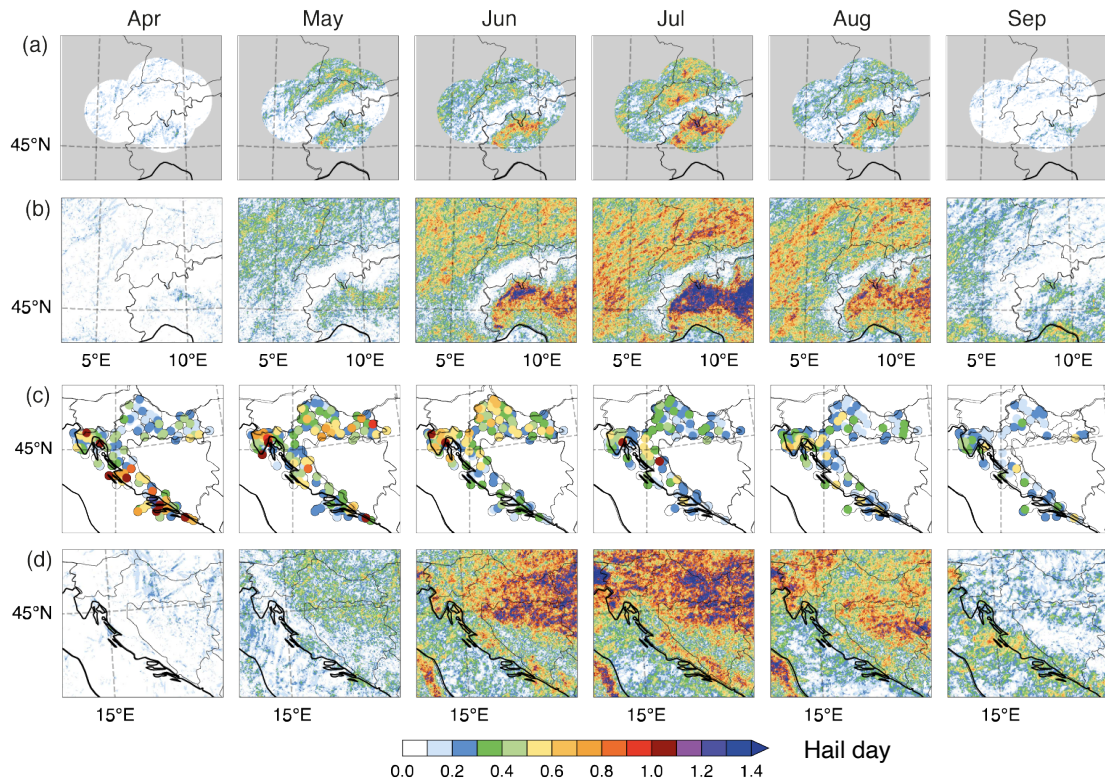 Apr May Jun Jul Aug Sep
(a)
45°N
(b)
45°N
5°E 10°E 5°E 10°E 5°E 10°E 5°E 10°E 5°E 10°E 5°E 10°E
(c)
45°N
(d)
45°N
15°E 15°E 15°E 15°E 15°E 15°E
Hail day
0.0 0.2 0.4 0.6 0.8 1.0 1.2 1.4